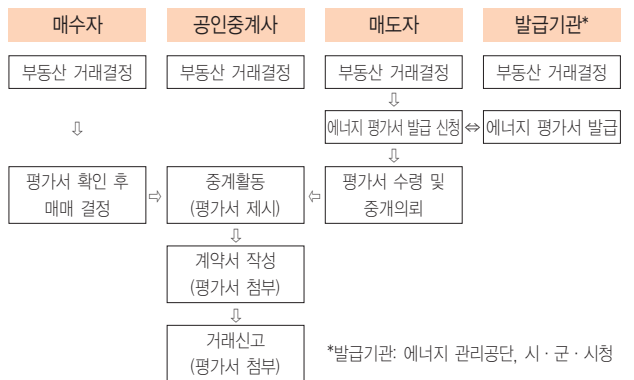 매수자
공인중계사
매도자
발급기관*
부동산 거래결정
부동산 거래결정
부동산 거래결정
부동산 거래결정
⇩
⇩
에너지 평가서 발급 신청 ⇔ 에너지 평가서 발급
⇩
평가서 확인 후
매매 결정
⇨
중계활동
(평가서 제시)
⇦
평가서 수령 및
중개의뢰
⇩
계약서 작성
(평가서 첨부)
⇩
거래신고
(평가서 첨부)
*발급기관: 에너지 관리공단, 시 · 군 · 시청